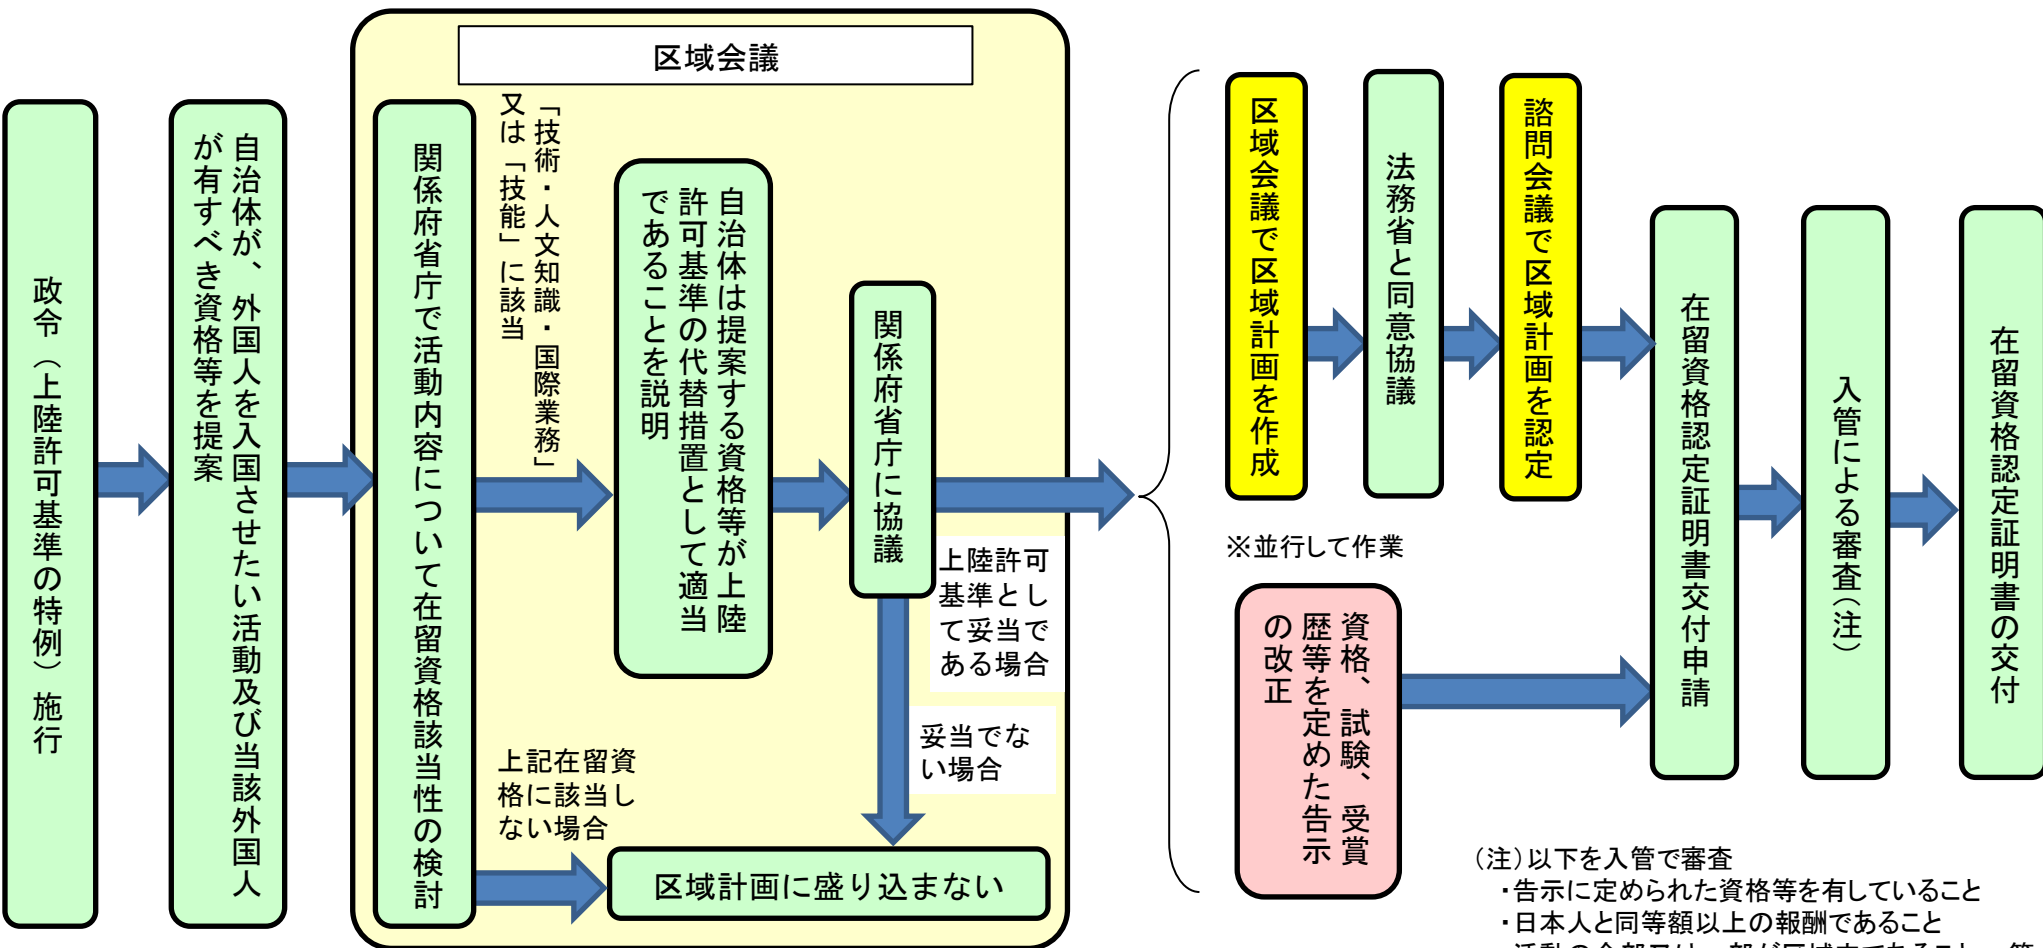 政令（上陸許可基準の特例）施行
自治体が、外国人を入国させたい活動及び当該外国人
が有すべき資格等を提案
区域会議
関係府省庁で活動内容について在留資格該当性の検討
「技術・人文知識・国際業務」
又は「技能」に該当
自治体は提案する資格等が上陸
許可基準の代替措置として適当
であることを説明
関係府省庁に協議
上陸許可
基準とし
て妥当で
ある場合
妥当でな
い場合
上記在留資
格に該当し
ない場合
区域計画に盛り込まない
区域会議で区域計画を作成
法務省と同意協議
諮問会議で区域計画を認定
※並行して作業
資格、試験、受賞
歴等を定めた告示
の改正
在留資格認定証明書交付申請
入管による審査（注）
在留資格認定証明書の交付
（注）以下を入管で審査
・告示に定められた資格等を有していること
・日本人と同等額以上の報酬であること